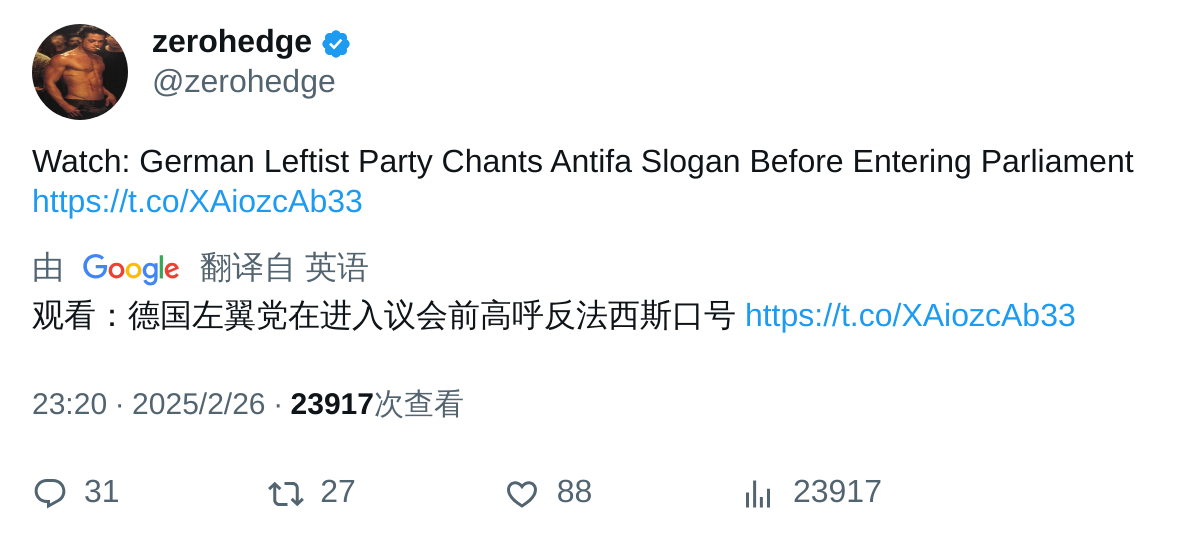 zerohedge
@zerohedge
Watch: German Leftist Party Chants Antifa Slogan Before Entering Parliament
https://t.co/XAiozcAb33
由 Google 翻译自 英语
观看：德国左翼党在进入议会前高呼反法西斯口号 https://t.co/XAiozcAb33
23:20 · 2025/2/26 · 23917次查看
31 27 88 23917